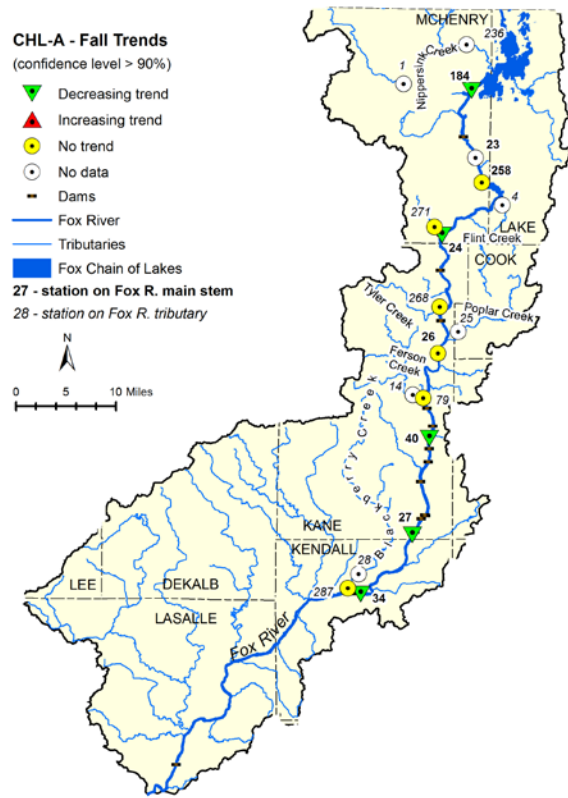 CHL-A - Fall Trends
(confidence level > 90%)
Decreasing trend
Increasing trend
No trend
No data
Dams
Fox River
Tributaries
Fox Chain of Lakes
27 - station on Fox R. main stem
28 - station on Fox R. tributary
N
0 5 10 Miles
MCHENRY
236
Nippersink Creek
1
184
23
258
4
271
LAKE
24
Flint Creek
COOK
268
Tyler Creek
Poplar Creek
25
26
Ferson
Creek
14
79
40
Blackberry Creek
27
KANE
KENDALL
28
LEE
DEKALB
287
34
LASALLE
Fox River